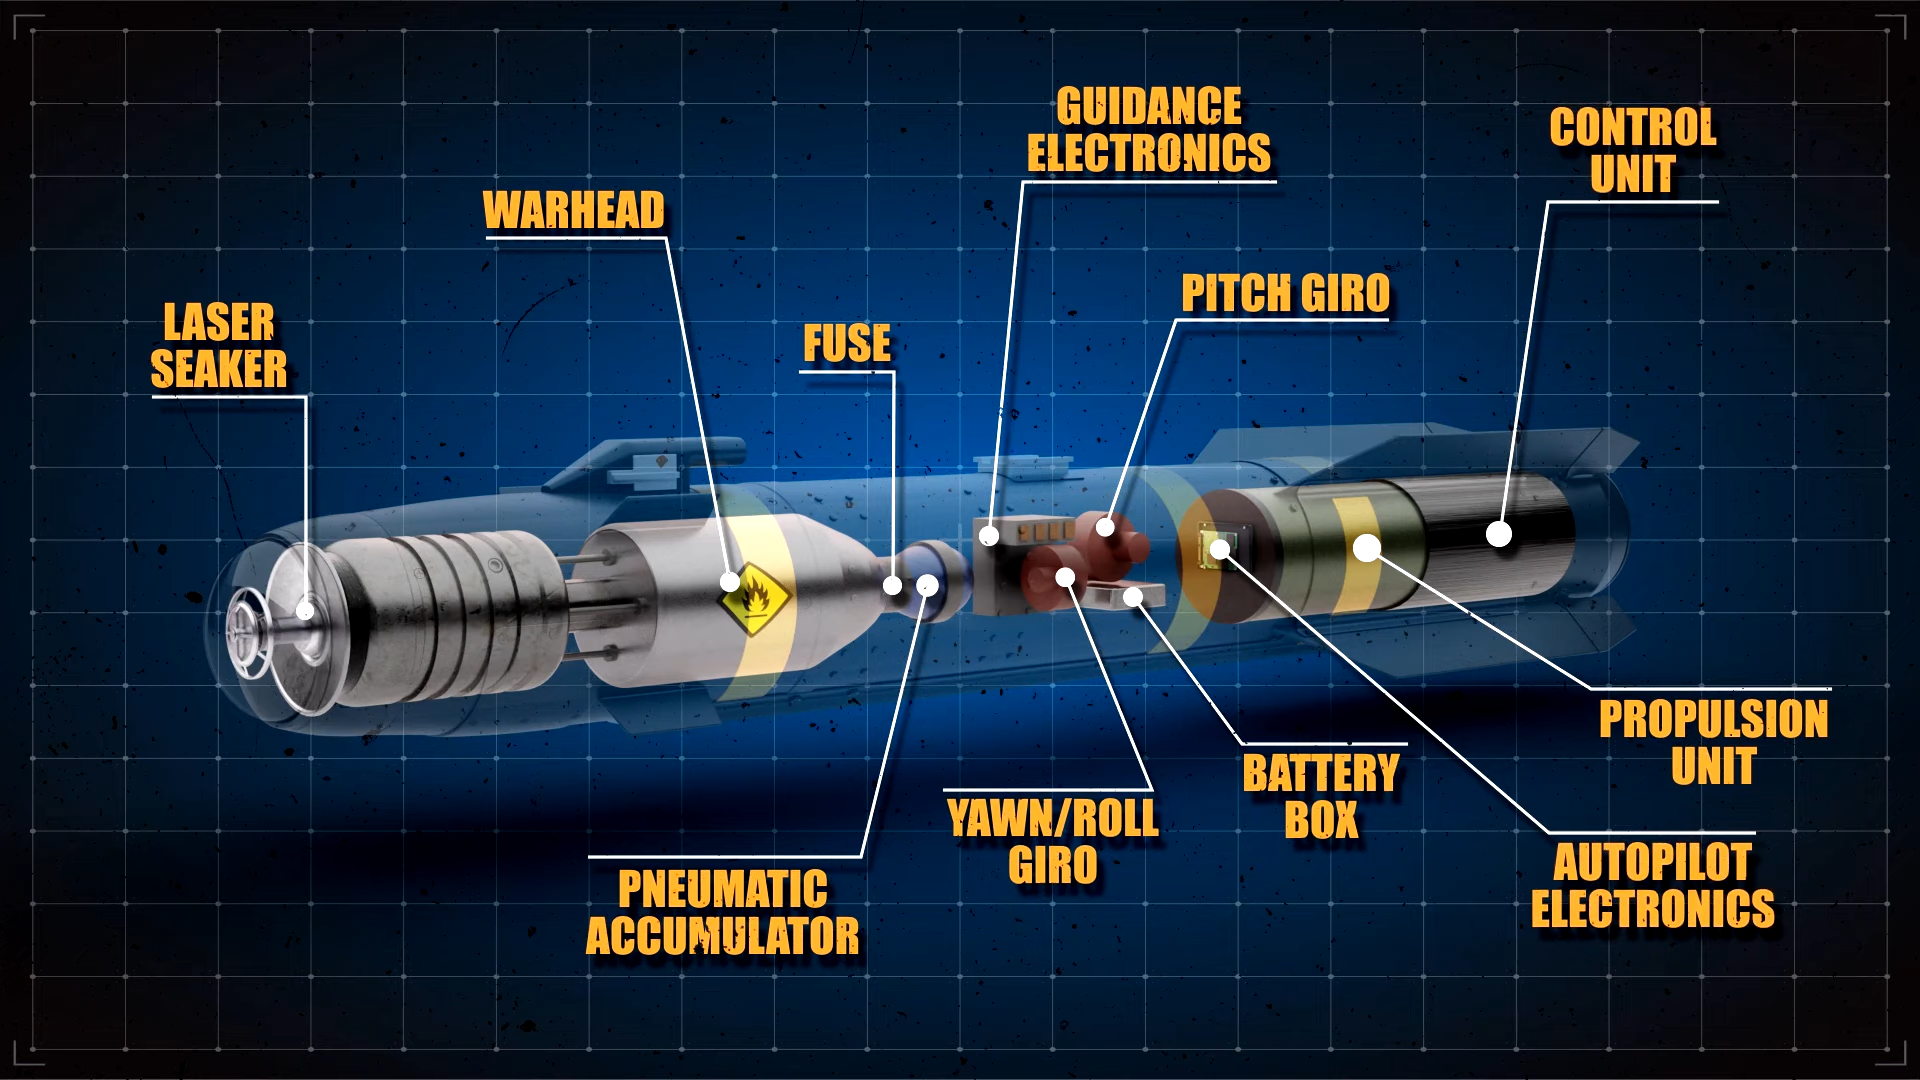 GUIDANCE
ELECTRONICS
CONTROL
UNIT
WARHEAD
PITCH GIRO
LASER
SEAKER
FUSE
PROPULSION
UNIT
BATTERY
BOX
YAWN/ROLL
GIRO
AUTOPILOT
ELECTRONICS
PNEUMATIC
ACCUMULATOR